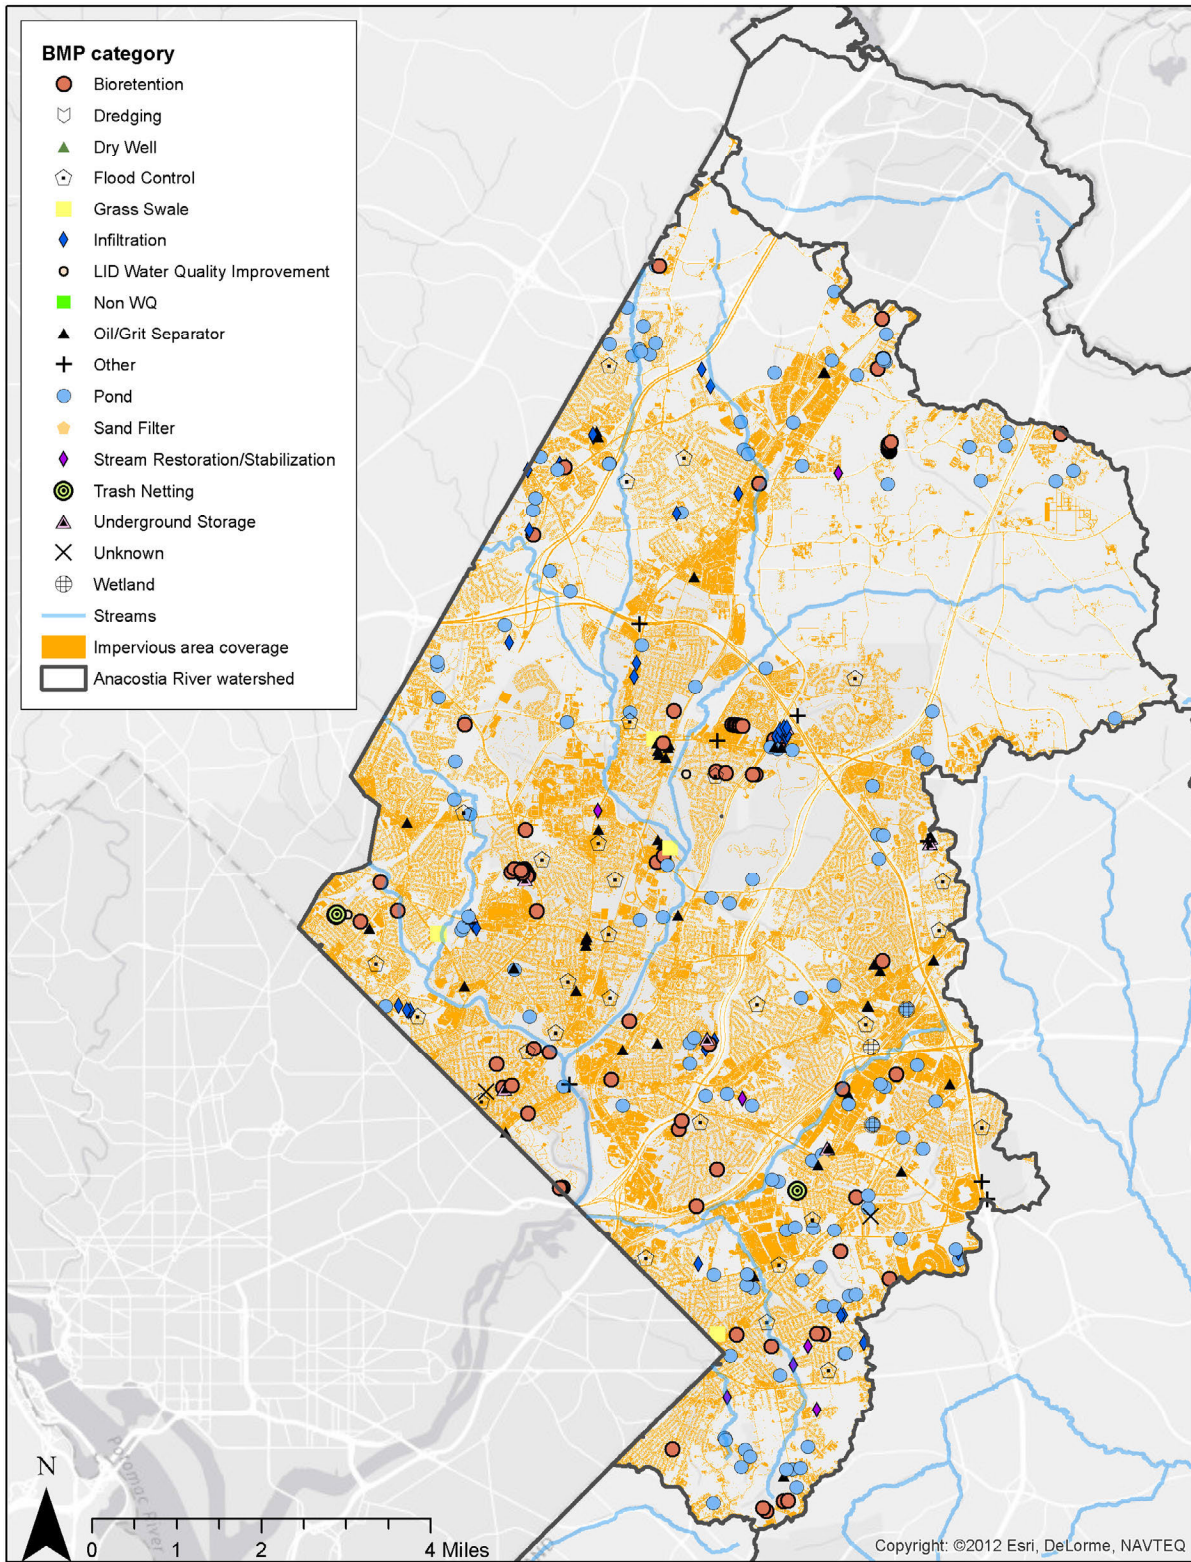 BMP category
Bioretention
Dredging
Dry Well
Flood Control
Grass Swale
Infiltration
LID Water Quality Improvement
Non WQ
Oil/Grit Separator
Other
Pond
Sand Filter
Stream Restoration/Stabilization
Trash Netting
Underground Storage
Unknown
Wetland
Streams
Impervious area coverage
Anacostia River watershed
Potomac River
N
0 1 2 4 Miles
Copyright: ©2012 Esri, DeLorme, NAVTEQ